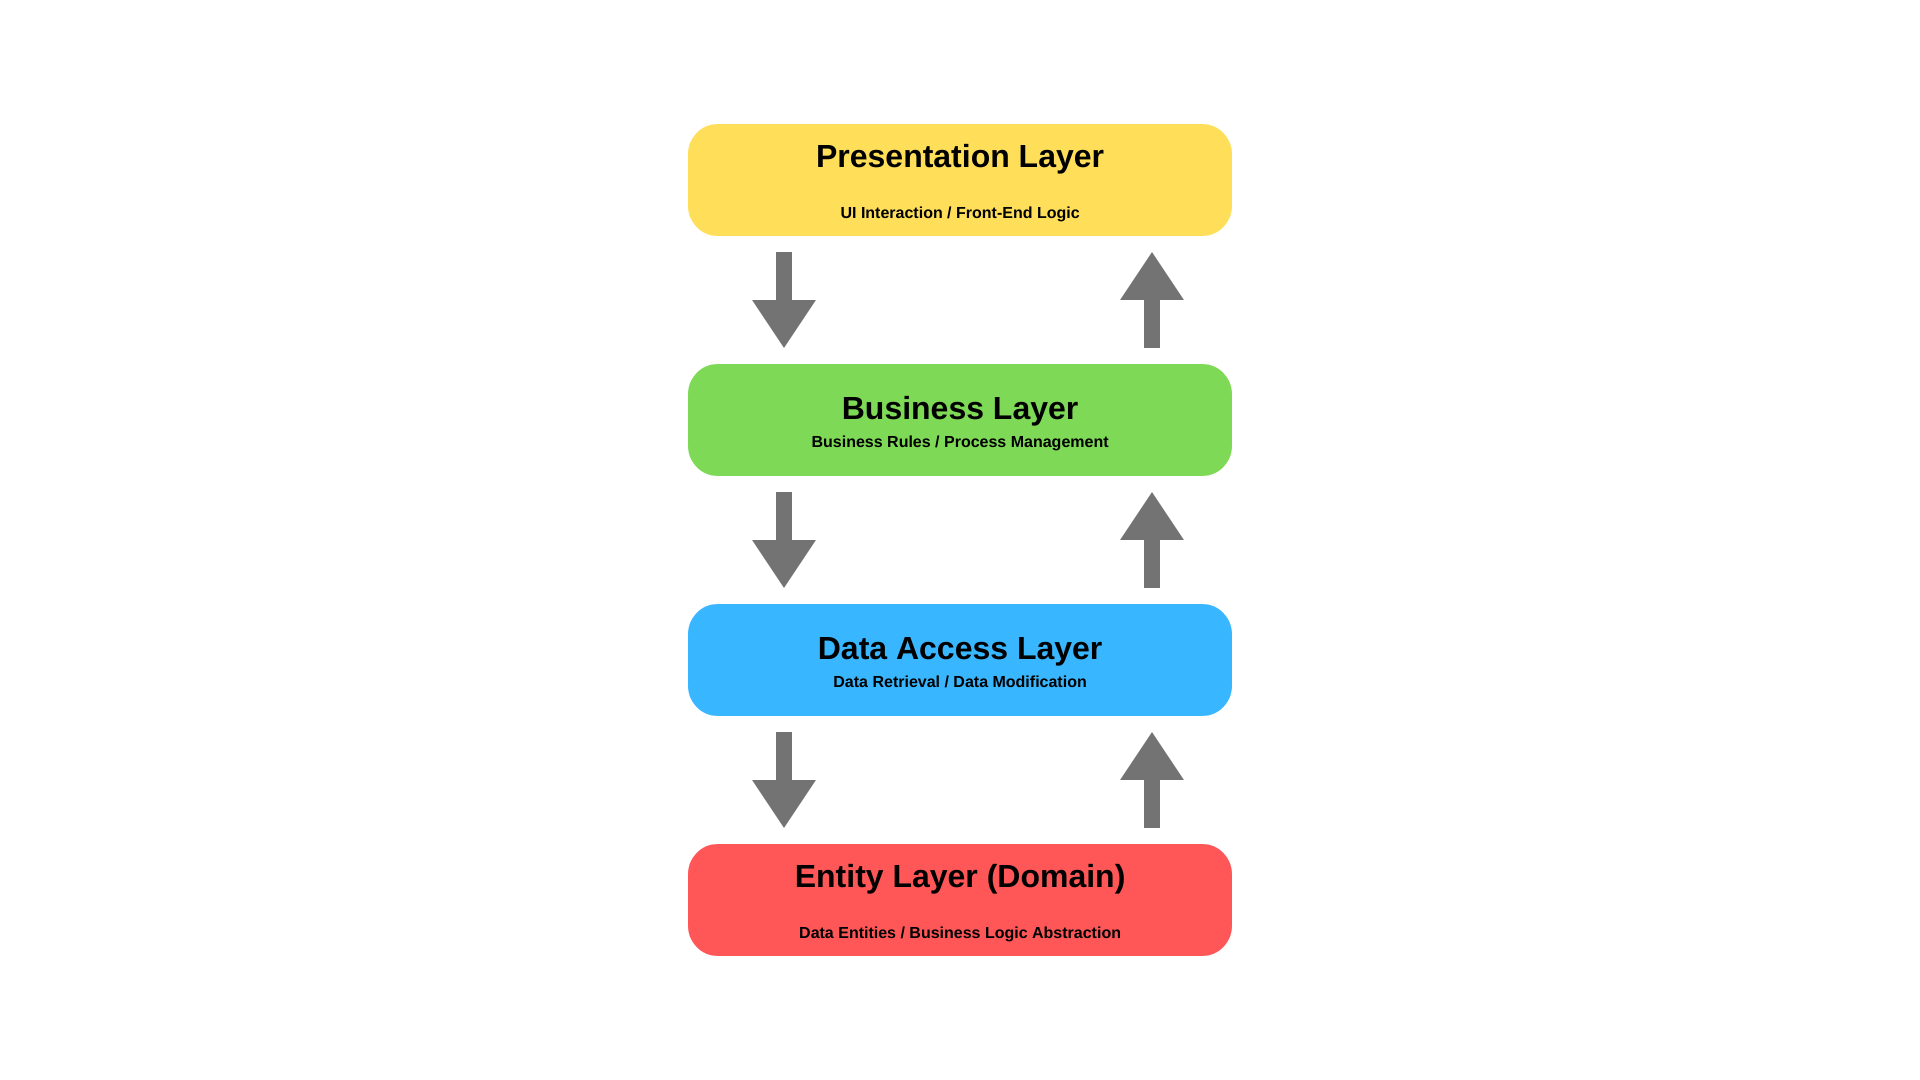 Presentation Layer
UI Interaction / Front-End Logic
Business Layer
Business Rules / Process Management
Data Access Layer
Data Retrieval / Data Modification
Entity Layer (Domain)
Data Entities / Business Logic Abstraction